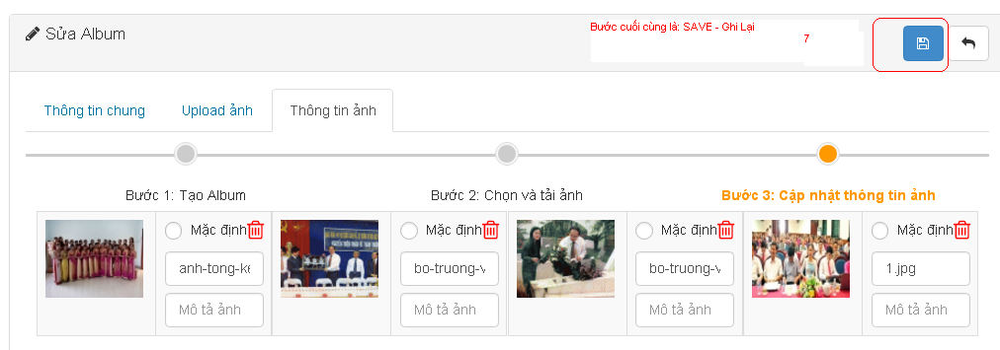 Sửa Album
Bước cuối cùng là: SAVE - Ghi Lại
7
Thông tin chung
Upload ảnh
Thông tin ảnh
Bước 1: Tạo Album
Bước 2: Chọn và tải ảnh
Bước 3: Cập nhật thông tin ảnh
Mặc định
Mặc định
Mặc định
Mặc định
anh-tong-kế
bo-truong-v
bo-truong-v
1.jpg
Mô tả ảnh
Mô tả ảnh
Mô tả ảnh
Mô tả ảnh